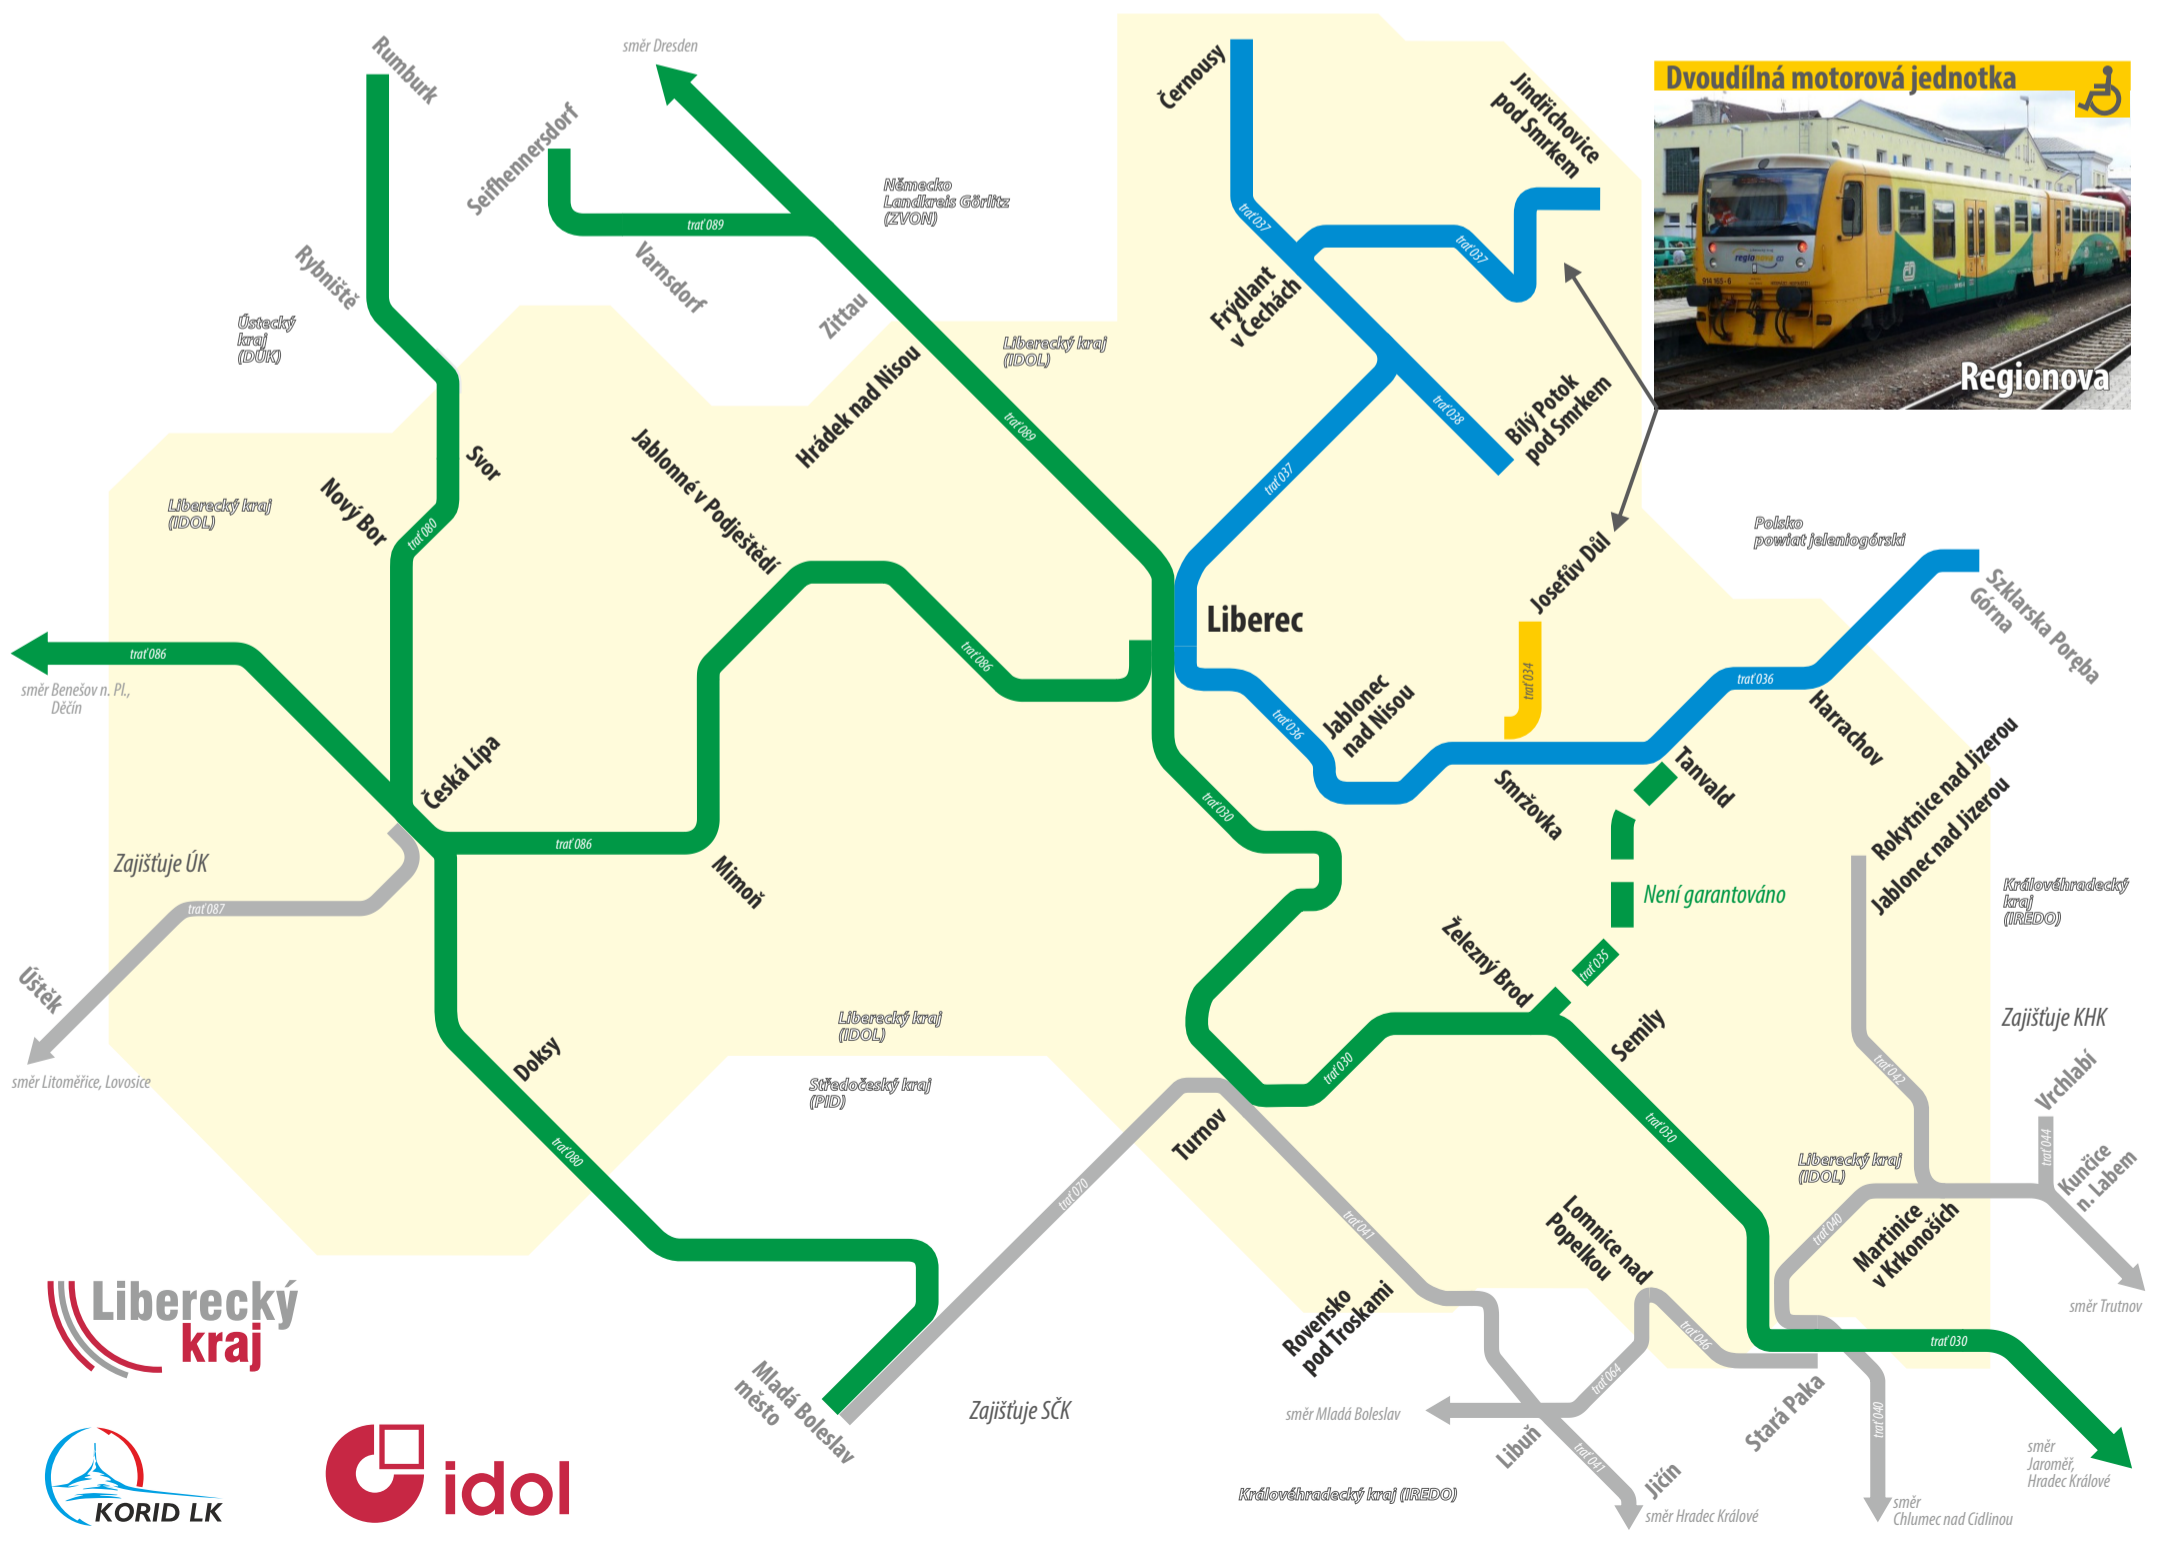 Rumburk
směr Dresden
Seifhennersdorf
Černousy
Jindřichovice
pod Smrkem
Dvoudílná motorová jednotka
Regionova
Německo
Landkreis Görlitz
(ZVON)
trať 089
trať 037
trať 037
Rybniště
Varnsdorf
Zittau
Frýdlant
v Čechách
Ústecký
kraj
(DÚK)
Liberecký kraj
(IDOL)
Hrádek nad Nisou
trať 089
trať 038
Bílý Potok
pod Smrkem
Svor
Nový Bor
Jablonné v Podještědí
trať 037
Liberecký kraj
(IDOL)
trať 080
Polsko
powiat jeleniogórski
Josefův Důl
Szklarska Poręba
Górna
Liberec
trať 086
trať 086
trať 034
trať 036
směr Benešov n. Pl.,
Děčín
Jablonec
nad Nisou
trať 036
Harrachov
Česká Lípa
Tanvald
Smržovka
trať 030
Rokytnice nad Jizerou
Jablonec nad Jizerou
trať 086
Zajišťuje ÚK
Mimoň
Není garantováno
Královéhradecký
kraj
(IREDO)
trať 087
Železný Brod
trať 035
Úštěk
Liberecký kraj
(IDOL)
Zajišťuje KHK
Semily
Doksy
směr Litoměřice, Lovosice
Středočeský kraj
(PID)
trať 030
trať 042
Vrchlabí
Turnov
trať 030
trať 080
trať 044
Liberecký kraj
(IDOL)
Kunčice
n. Labem
trať 070
trať 041
Lomnice nad
Popelkou
trať 040
Martinice
v Krkonoších
Liberecký
kraj
Rovensko
pod Troskami
směr Trutnov
trať 046
trať 030
trať 064
Mladá Boleslav
město
Zajišťuje SČK
směr Mladá Boleslav
Stará Paka
trať 040
Libuň
trať 041
Jičín
směr
Jaroměř,
Hradec Králové
KORID LK
idol
Královéhradecký kraj (IREDO)
směr Hradec Králové
směr
Chlumec nad Cidlinou